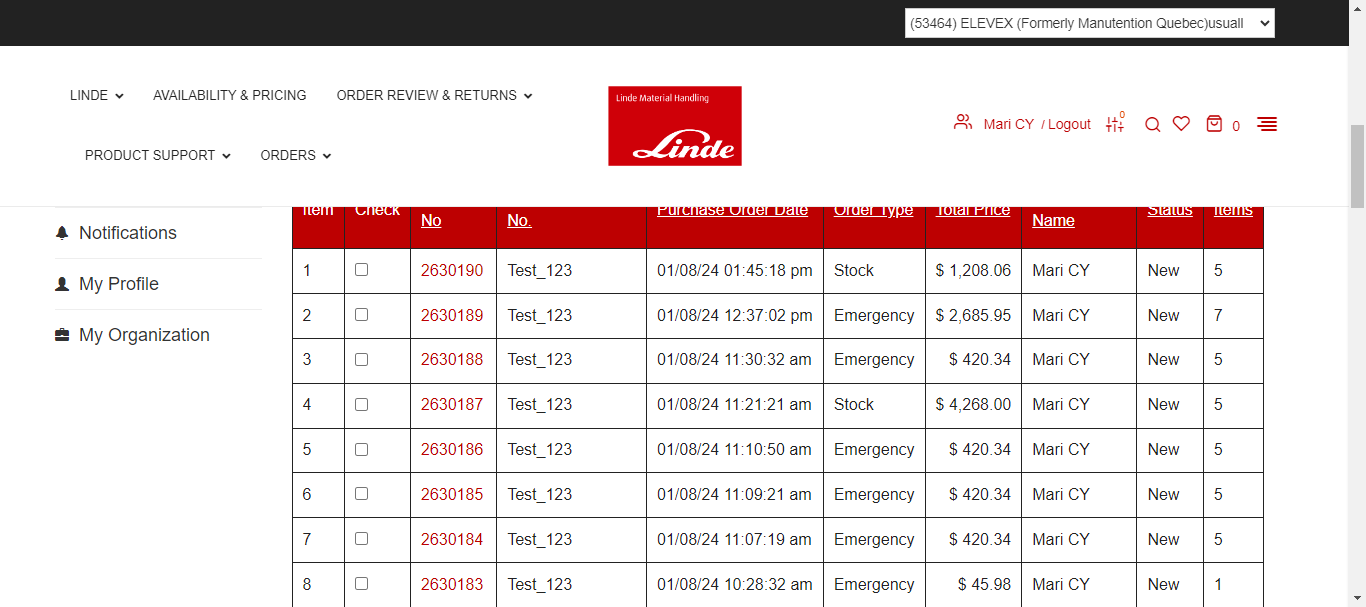 (53464) ELEVEX (Formerly Manutention Quebec)usuall
LINDE AVAILABILITY & PRICING ORDER REVIEW & RETURNS
PRODUCT SUPPORT ORDERS
Linde Material Handling
Linde
Mari CY / Logout 0 0
Notifications
My Profile
My Organization
Item Check No No. Purchase Order Date Order Type Total Price Name Status Items
1 2630190 Test_123 01/08/24 01:45:18 pm Stock $ 1,208.06 Mari CY New 5
2 2630189 Test_123 01/08/24 12:37:02 pm Emergency $ 2,685.95 Mari CY New 7
3 2630188 Test_123 01/08/24 11:30:32 am Emergency $ 420.34 Mari CY New 5
4 2630187 Test_123 01/08/24 11:21:21 am Stock $ 4,268.00 Mari CY New 5
5 2630186 Test_123 01/08/24 11:10:50 am Emergency $ 420.34 Mari CY New 5
6 2630185 Test_123 01/08/24 11:09:21 am Emergency $ 420.34 Mari CY New 5
7 2630184 Test_123 01/08/24 11:07:19 am Emergency $ 420.34 Mari CY New 5
8 2630183 Test_123 01/08/24 10:28:32 am Emergency $ 45.98 Mari CY New 1